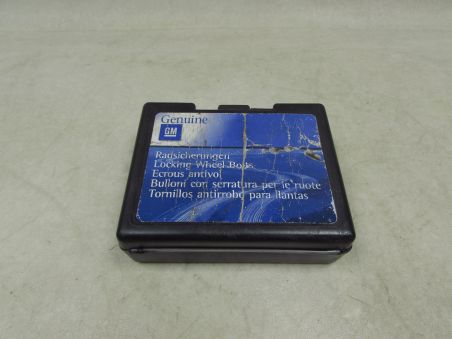 Genuine
GM
Radsicherungen
Locking Wheel Bolts
Ecrous antivol
Bulloni con serratura per le ruote
Tornillos antirrobo para llantas